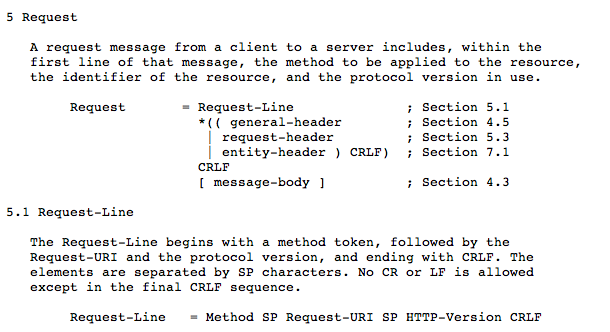 5 Request
A request message from a client to a server includes, within the
first line of that message, the method to be applied to the resource,
the identifier of the resource, and the protocol version in use.
Request = Request-Line ; Section 5.1
*(( general-header ; Section 4.5
| request-header ; Section 5.3
| entity-header ) CRLF) ; Section 7.1
CRLF
[ message-body ] ; Section 4.3
5.1 Request-Line
The Request-Line begins with a method token, followed by the
Request-URI and the protocol version, and ending with CRLF. The
elements are separated by SP characters. No CR or LF is allowed
except in the final CRLF sequence.
Request-Line = Method SP Request-URI SP HTTP-Version CRLF